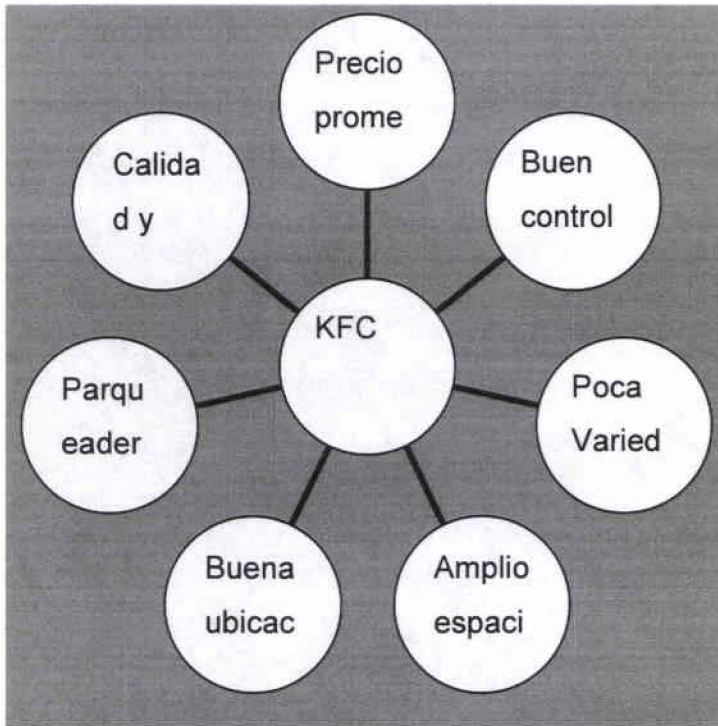 Precio
prome
Buen
control
Poca
Varied
Amplio
espaci
Buena
ubicac
Parqu
eader
Calida
d y
KFC